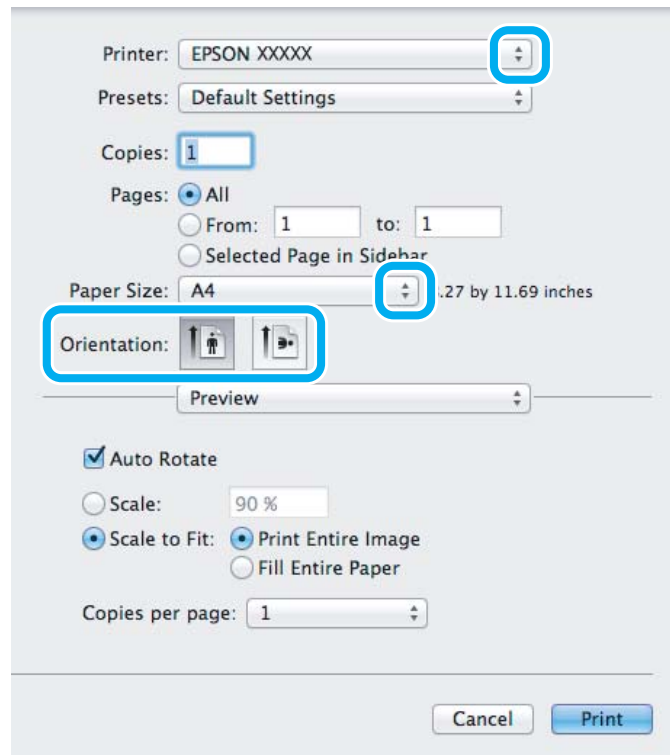 Printer: EPSON XXXXX
Presets: Default Settings
Copies: 1
Pages: All
From: 1 to: 1
Selected Page in Sidebar
Paper Size: A4 .27 by 11.69 inches
Orientation:
Preview
Auto Rotate
Scale: 90 %
Scale to Fit: Print Entire Image
Fill Entire Paper
Copies per page: 1
Cancel Print